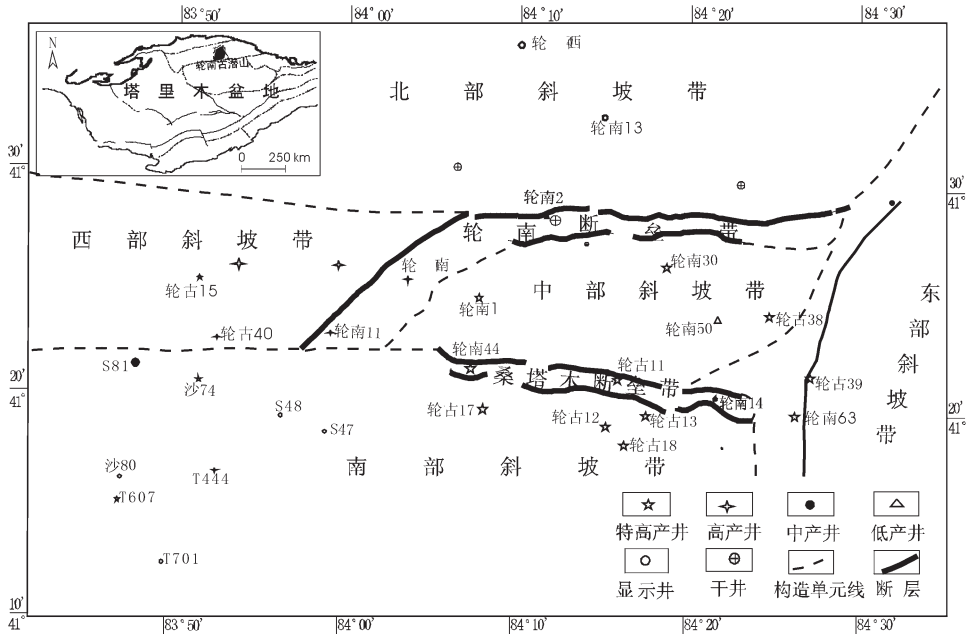 83°50'
84°00'
84°10'
84°20'
84°30'
N
轮南古潜山
塔里木盆地
0 250 km
轮西
北部斜坡带
轮南13
30'
41°
30'
41°
轮南2
轮南断垒带
西部斜坡带
轮南
轮南30
轮古15
中部斜坡带
东部斜坡带
轮南1
轮南50
轮古38
轮古40
轮南11
轮南44
S81
轮古11
桑塔木断垒带
20'
41°
沙74
轮古39
S48
轮古17
轮南14
轮古12
轮古13
轮南63
20'
41°
S47
轮古18
沙80
T444
南部斜坡带
T607
T701
特高产井
高产井
中产井
低产井
显示井
干井
构造单元线
断层
10'
41°
83°50'
84°00'
84°10'
84°20'
84°30'